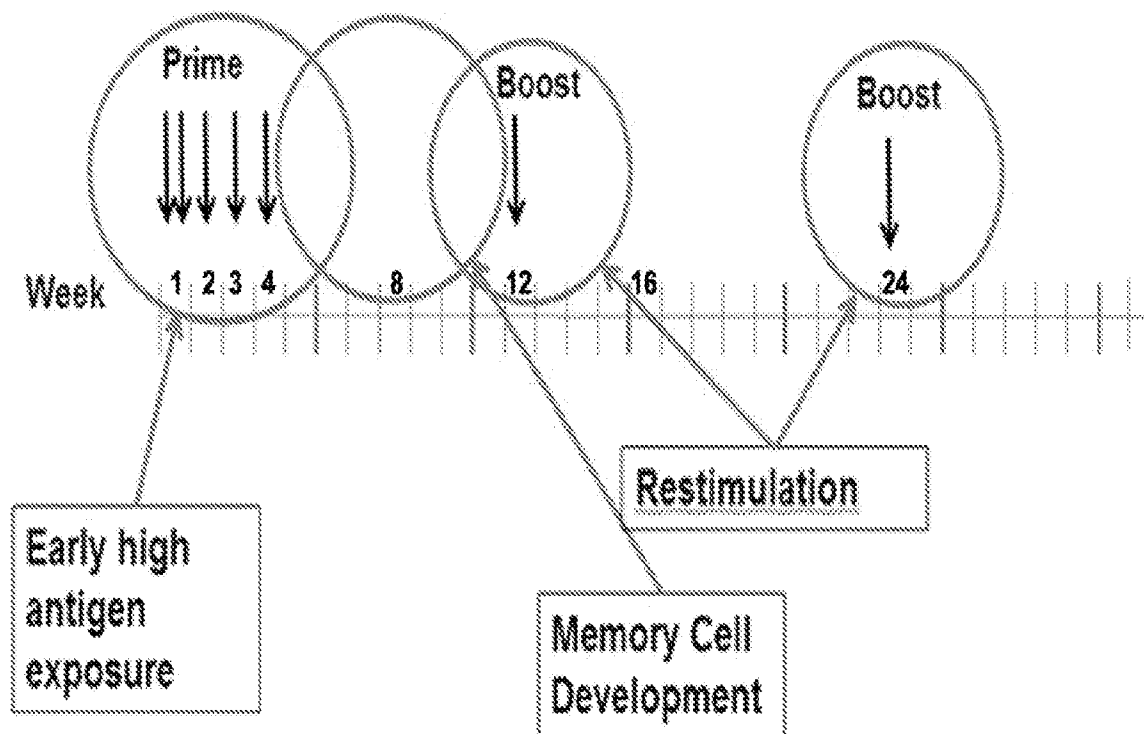 Prime
Boost
Boost
Week 1 2 3 4 8 12 16 24
Early high
antigen
exposure
Restimulation
Memory Cell
Development